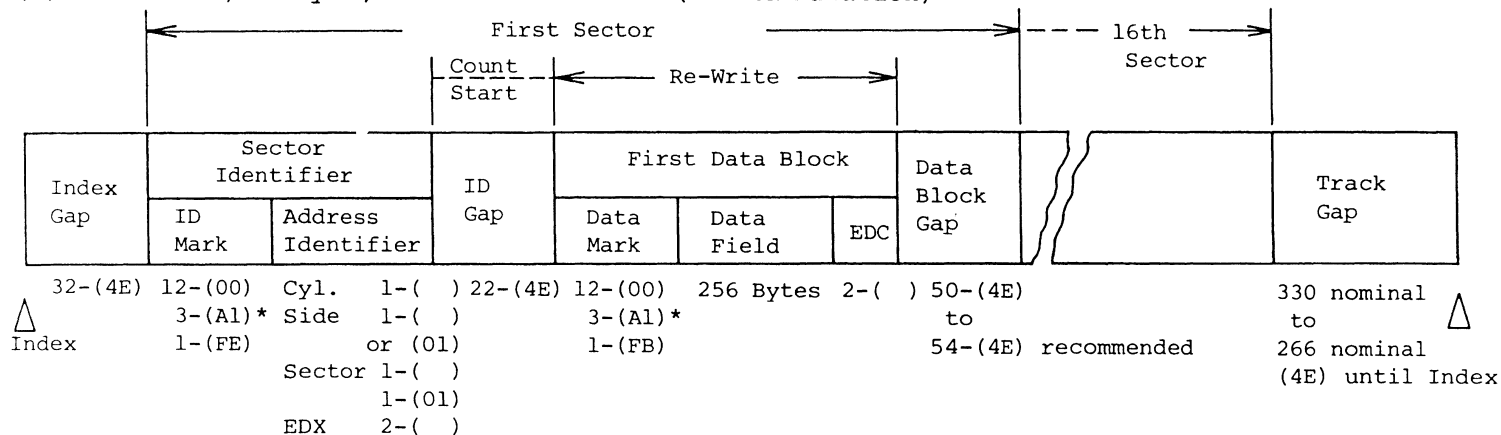 First Sector
16th
Sector
Count
Start
Re-Write
Index
Gap
Sector
Identifier
ID
Mark
Address
Identifier
ID
Gap
First Data Block
Data
Mark
Data
Field
EDC
Data
Block
Gap
Track
Gap
32-(4E) 12-(00) Cyl. 1-( ) 22-(4E) 12-(00) 256 Bytes 2-( ) 50-(4E) 330 nominal
3-(A1)* Side 1-( ) 3-(A1)* to to
Index 1-(FE) or (01) 1-(FB) 54-(4E) recommended 266 nominal
Sector 1-( ) (4E) until Index
1-(01)
EDX 2-( )